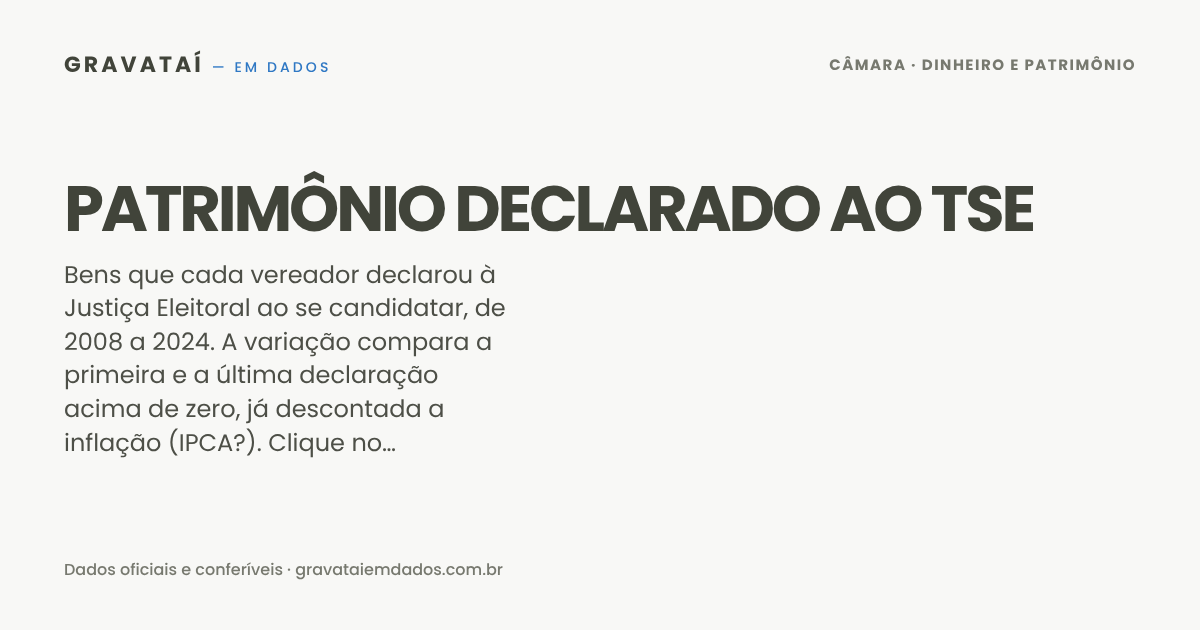 GRAVATAÍ — EM DADOS
CÂMARA · DINHEIRO E PATRIMÔNIO
PATRIMÔNIO DECLARADO AO TSE
Bens que cada vereador declarou à
Justiça Eleitoral ao se candidatar, de
2008 a 2024. A variação compara a
primeira e a última declaração
acima de zero, já descontada a
inflação (IPCA?). Clique no...
Dados oficiais e conferíveis · gravataiemdados.com.br